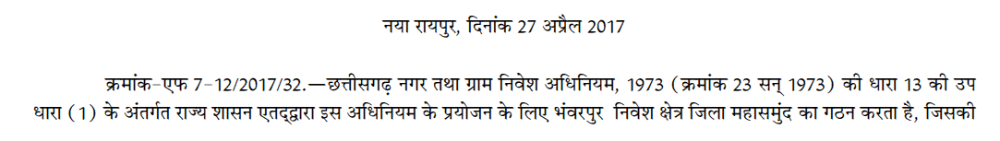 नया रायपुर, दिनांक 27 अप्रैल 2017
क्रमांक-एफ 7-12/2017/32.—छत्तीसगढ़ नगर तथा ग्राम निवेश अधिनियम, 1973 (क्रमांक 23 सन् 1973) की धारा 13 की उप
धारा (1) के अंतर्गत राज्य शासन एतद्द्वारा इस अधिनियम के प्रयोजन के लिए भंवरपुर निवेश क्षेत्र जिला महासमुंद का गठन करता है, जिसकी